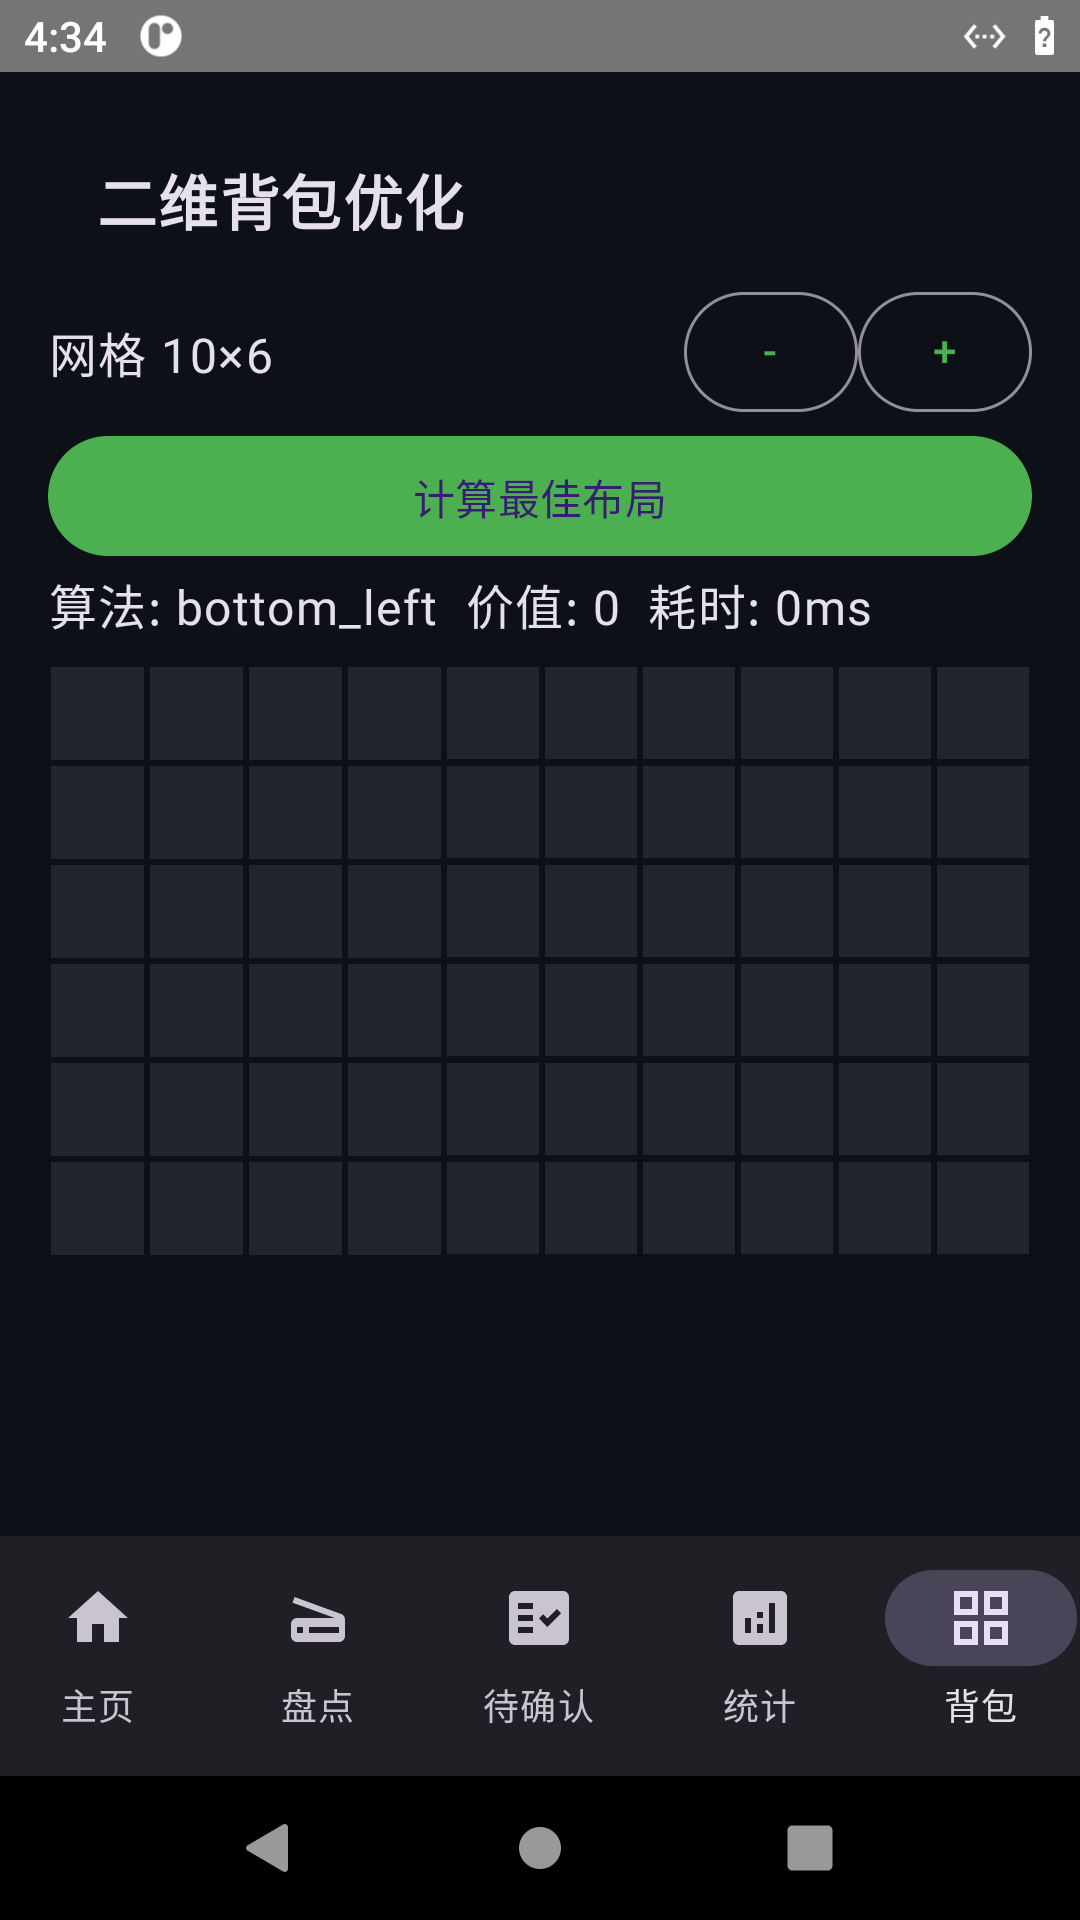 4:34
二维背包优化
网格 10×6
-
+
计算最佳布局
算法: bottom_left 价值: 0 耗时: 0ms
主页
盘点
待确认
统计
背包